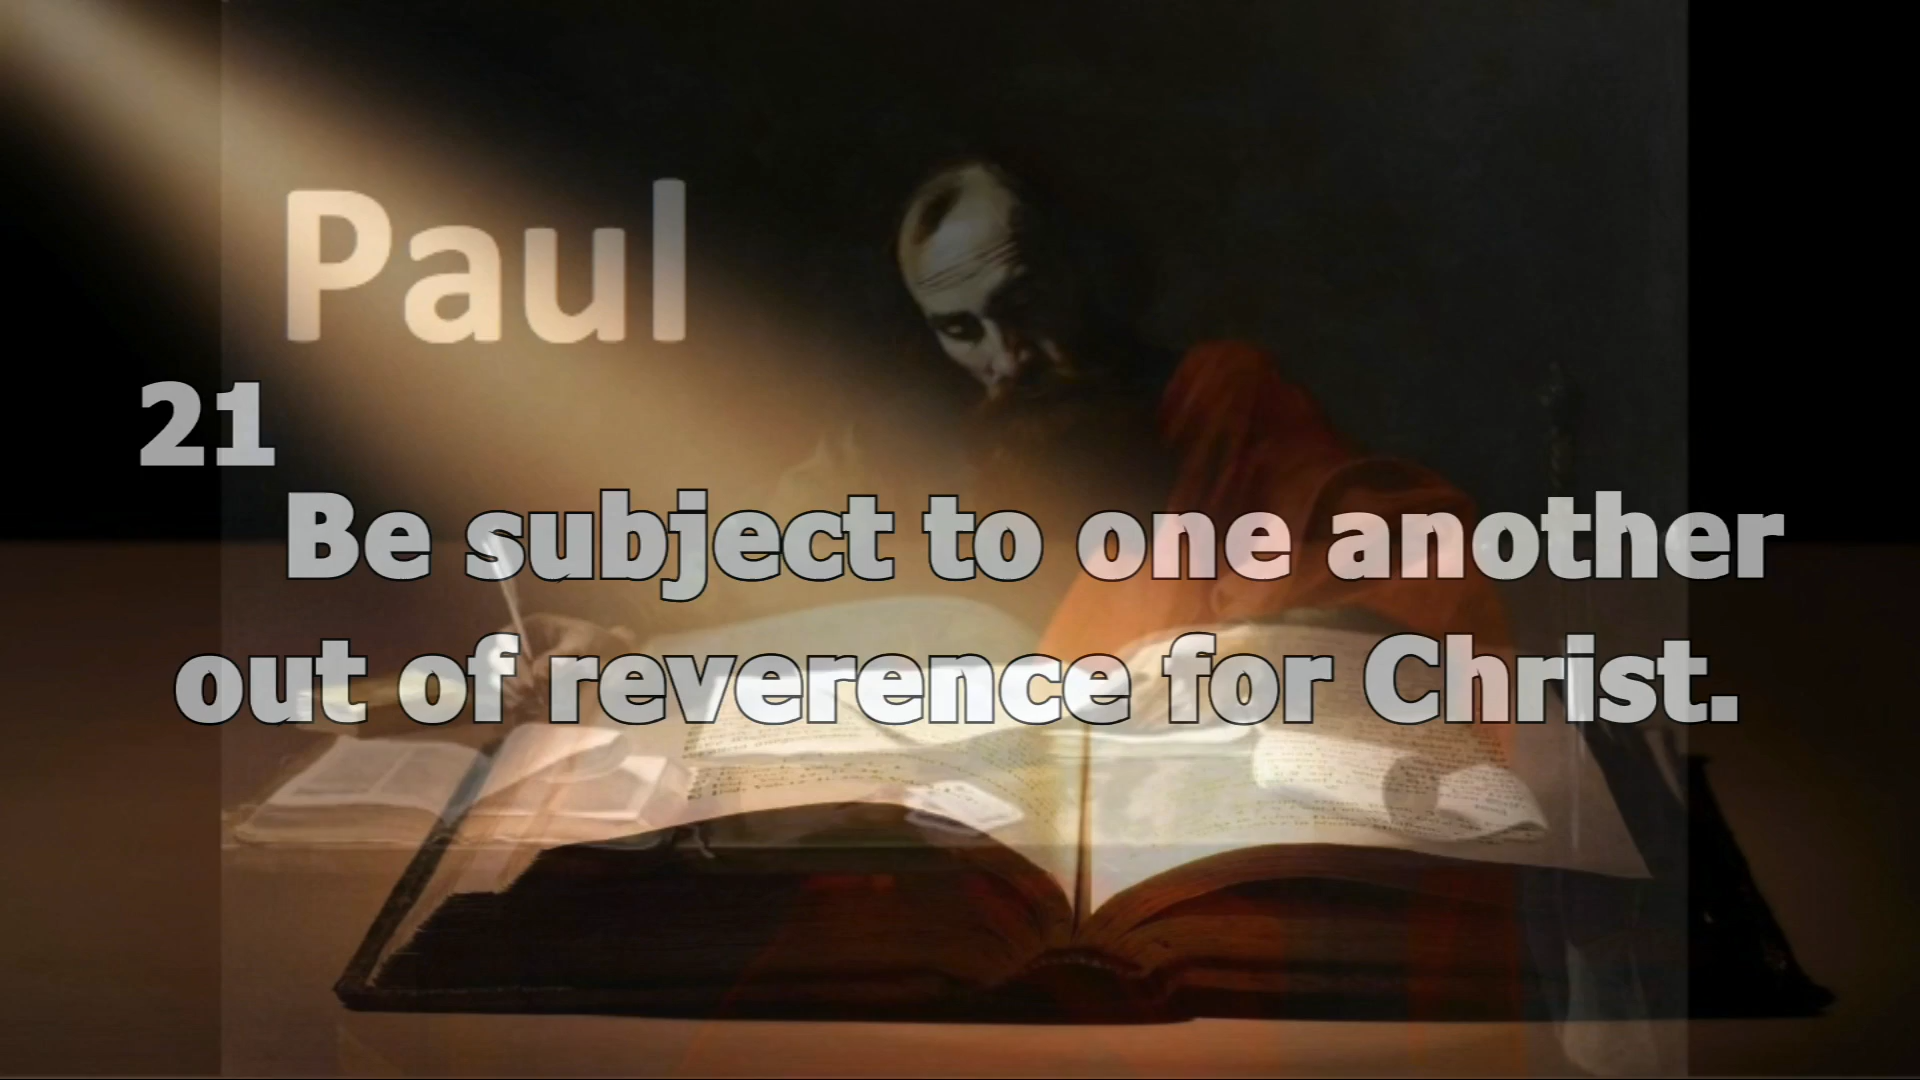 Paul
21
Be subject to one another
out of reverence for Christ.